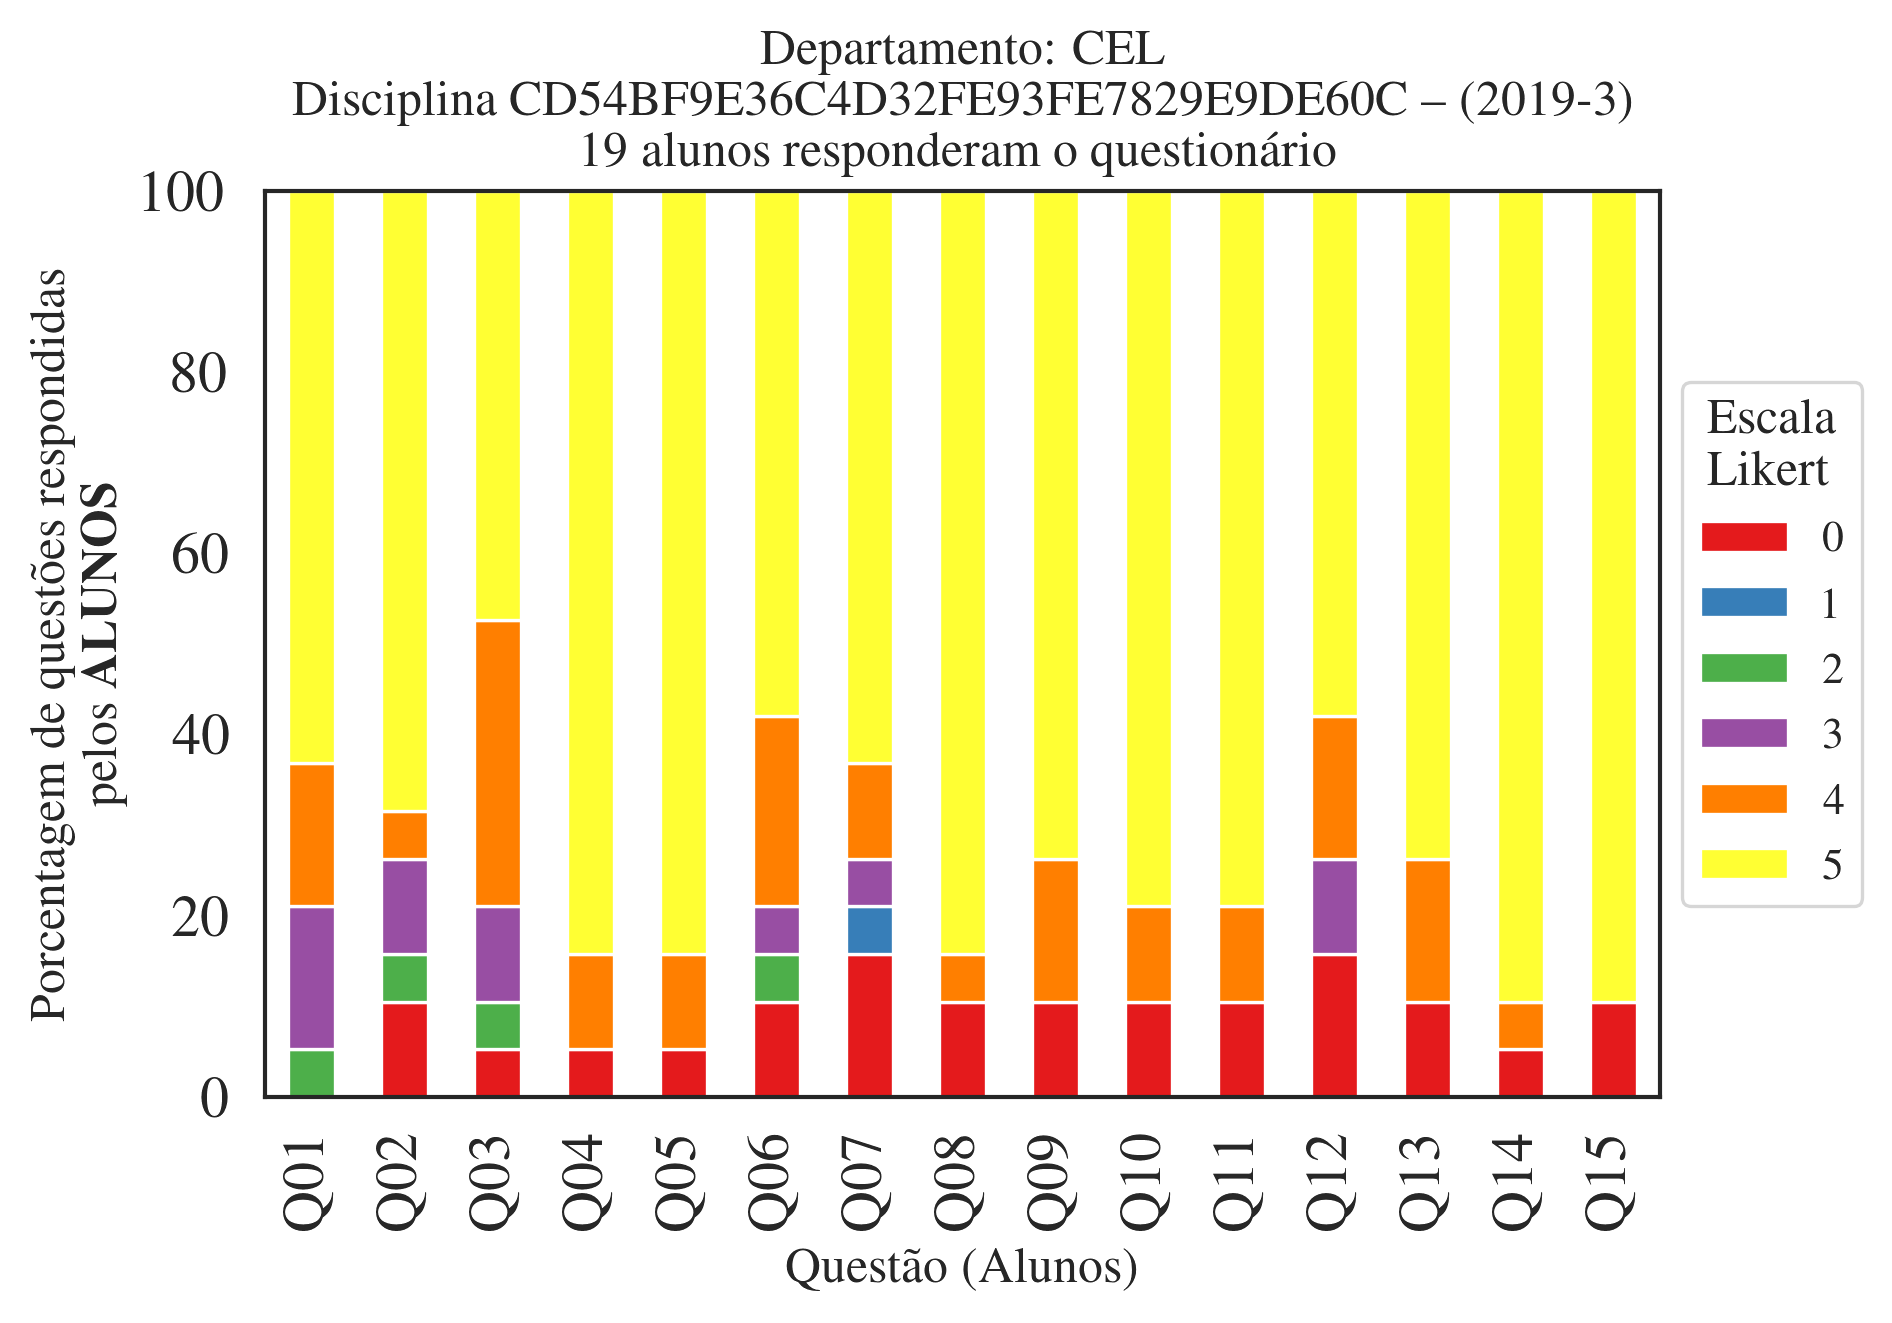 Departamento: CEL
Disciplina CD54BF9E36C4D32FE93FE7829E9DE60C – (2019-3)
19 alunos responderam o questionário
Porcentagem de questões respondidas
pelos ALUNOS
100
80
60
40
20
0
Q01
Q02
Q03
Q04
Q05
Q06
Q07
Q08
Q09
Q10
Q11
Q12
Q13
Q14
Q15
Questão (Alunos)
Escala
Likert
0
1
2
3
4
5